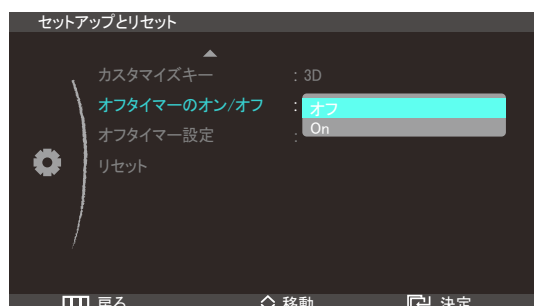 セットアップとリセット
カスタマイズキー : 3D
オフタイマーのオン/オフ : オフ
On
オフタイマー設定 :
リセット
戻る 移動 決定